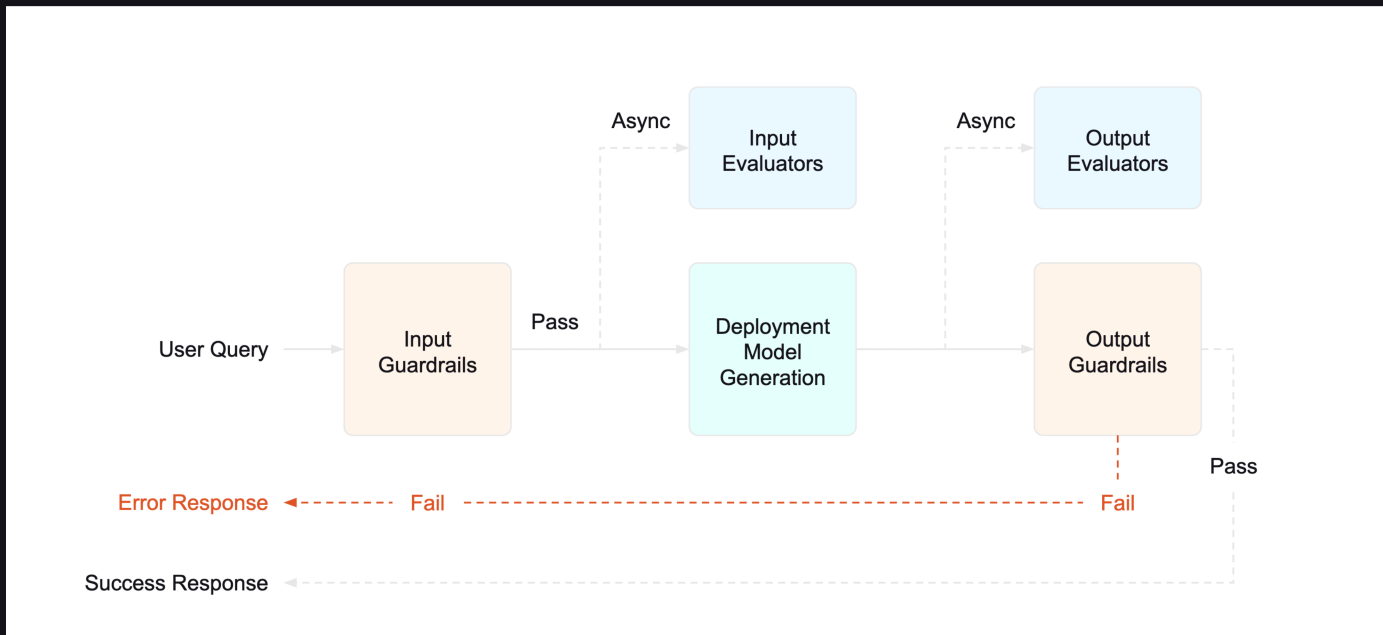 Async
Input
Evaluators
Async
Output
Evaluators
User Query
Input
Guardrails
Pass
Deployment
Model
Generation
Output
Guardrails
Pass
Error Response
Fail
Fail
Success Response